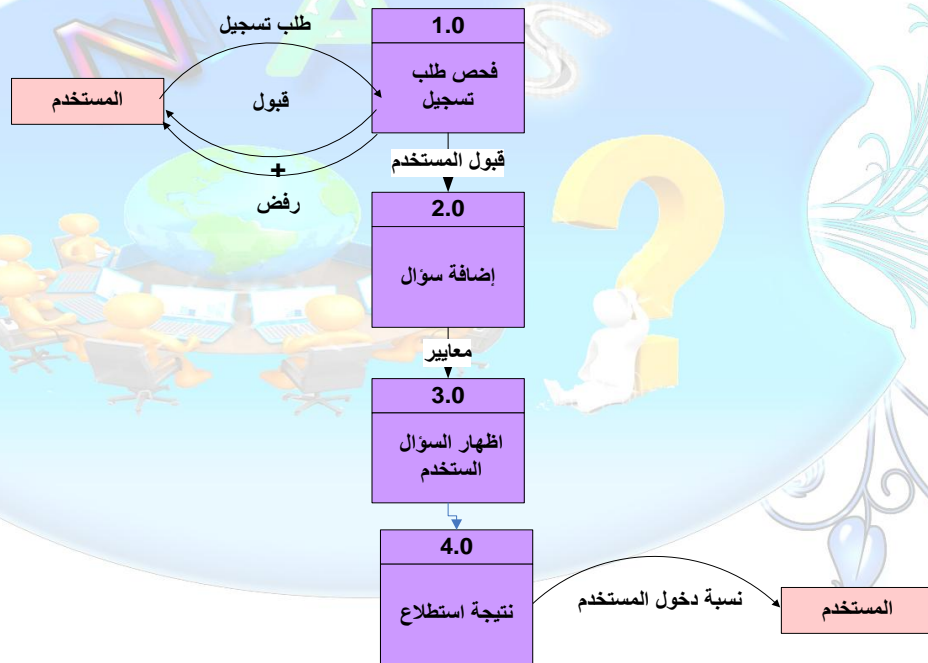 N A S
طلب تسجيل
1.0
فحص طلب
تسجيل
المستخدم
قبول
قبول المستخدم
+
رفض
2.0
إضافة سؤال
معايير
3.0
اظهار السؤال
الستخدم
4.0
نتيجة استطلاع
نسبة دخول المستخدم
المستخدم